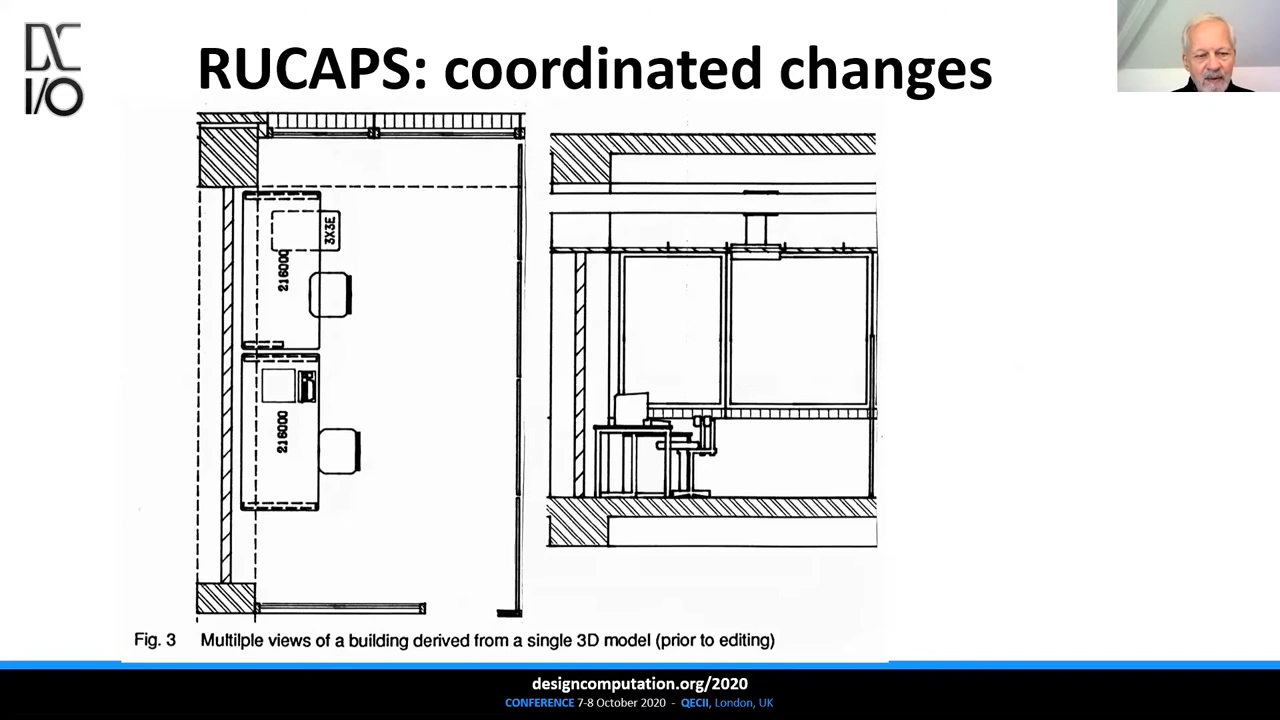 DC
I/O
RUCAPS: coordinated changes
3X3E
216000
216000
Fig. 3 Multilple views of a building derived from a single 3D model (prior to editing)
designcomputation.org/2020
CONFERENCE 7-8 October 2020 - QECII, London, UK